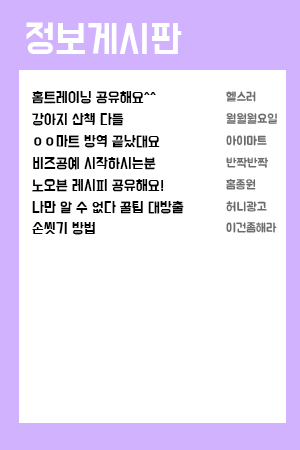 정보게시판
홈트레이닝 공유해요^^ 헬스러
강아지 산책 다들 월월월요일
ㅇㅇ마트 방역 끝났대요 아이마트
비즈공예 시작하시는분 반짝반짝
노오븐 레시피 공유해요! 홈종원
나만 알 수 없다 꿀팁 대방출 허니광고
손씻기 방법 이건좀해라